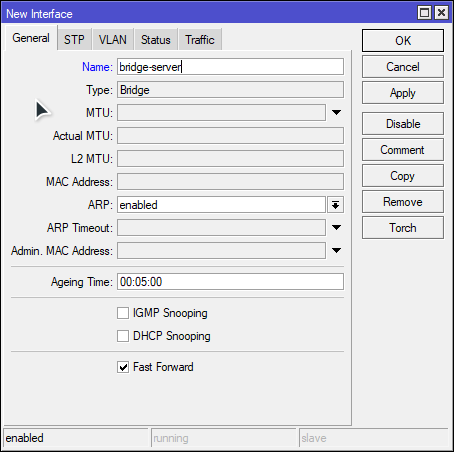 New Interface
General STP VLAN Status Traffic
Name: bridge-server
Type: Bridge
MTU:
Actual MTU:
L2 MTU:
MAC Address:
ARP: enabled
ARP Timeout:
Admin. MAC Address:
Ageing Time: 00:05:00
IGMP Snooping
DHCP Snooping
Fast Forward
OK
Cancel
Apply
Disable
Comment
Copy
Remove
Torch
enabled running slave